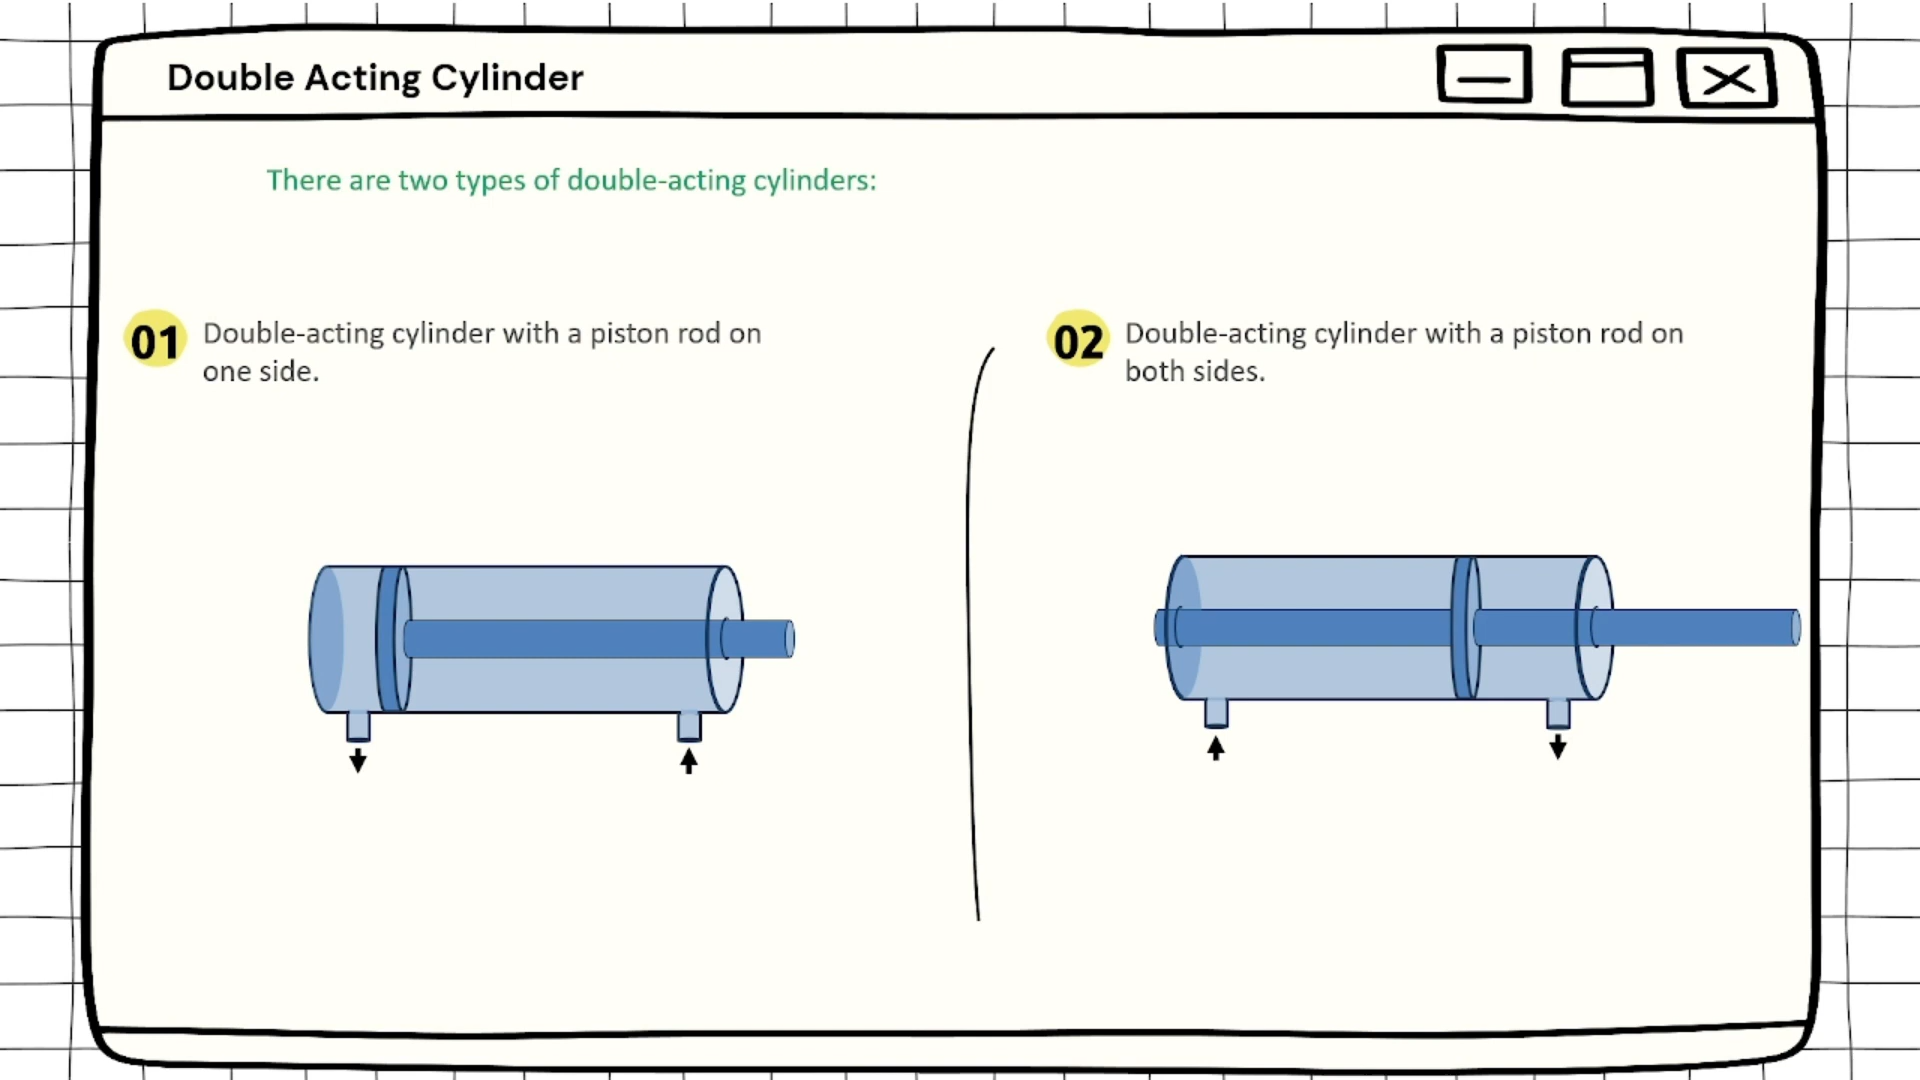 Double Acting Cylinder
There are two types of double-acting cylinders:
01
Double-acting cylinder with a piston rod on
one side.
02
Double-acting cylinder with a piston rod on
both sides.